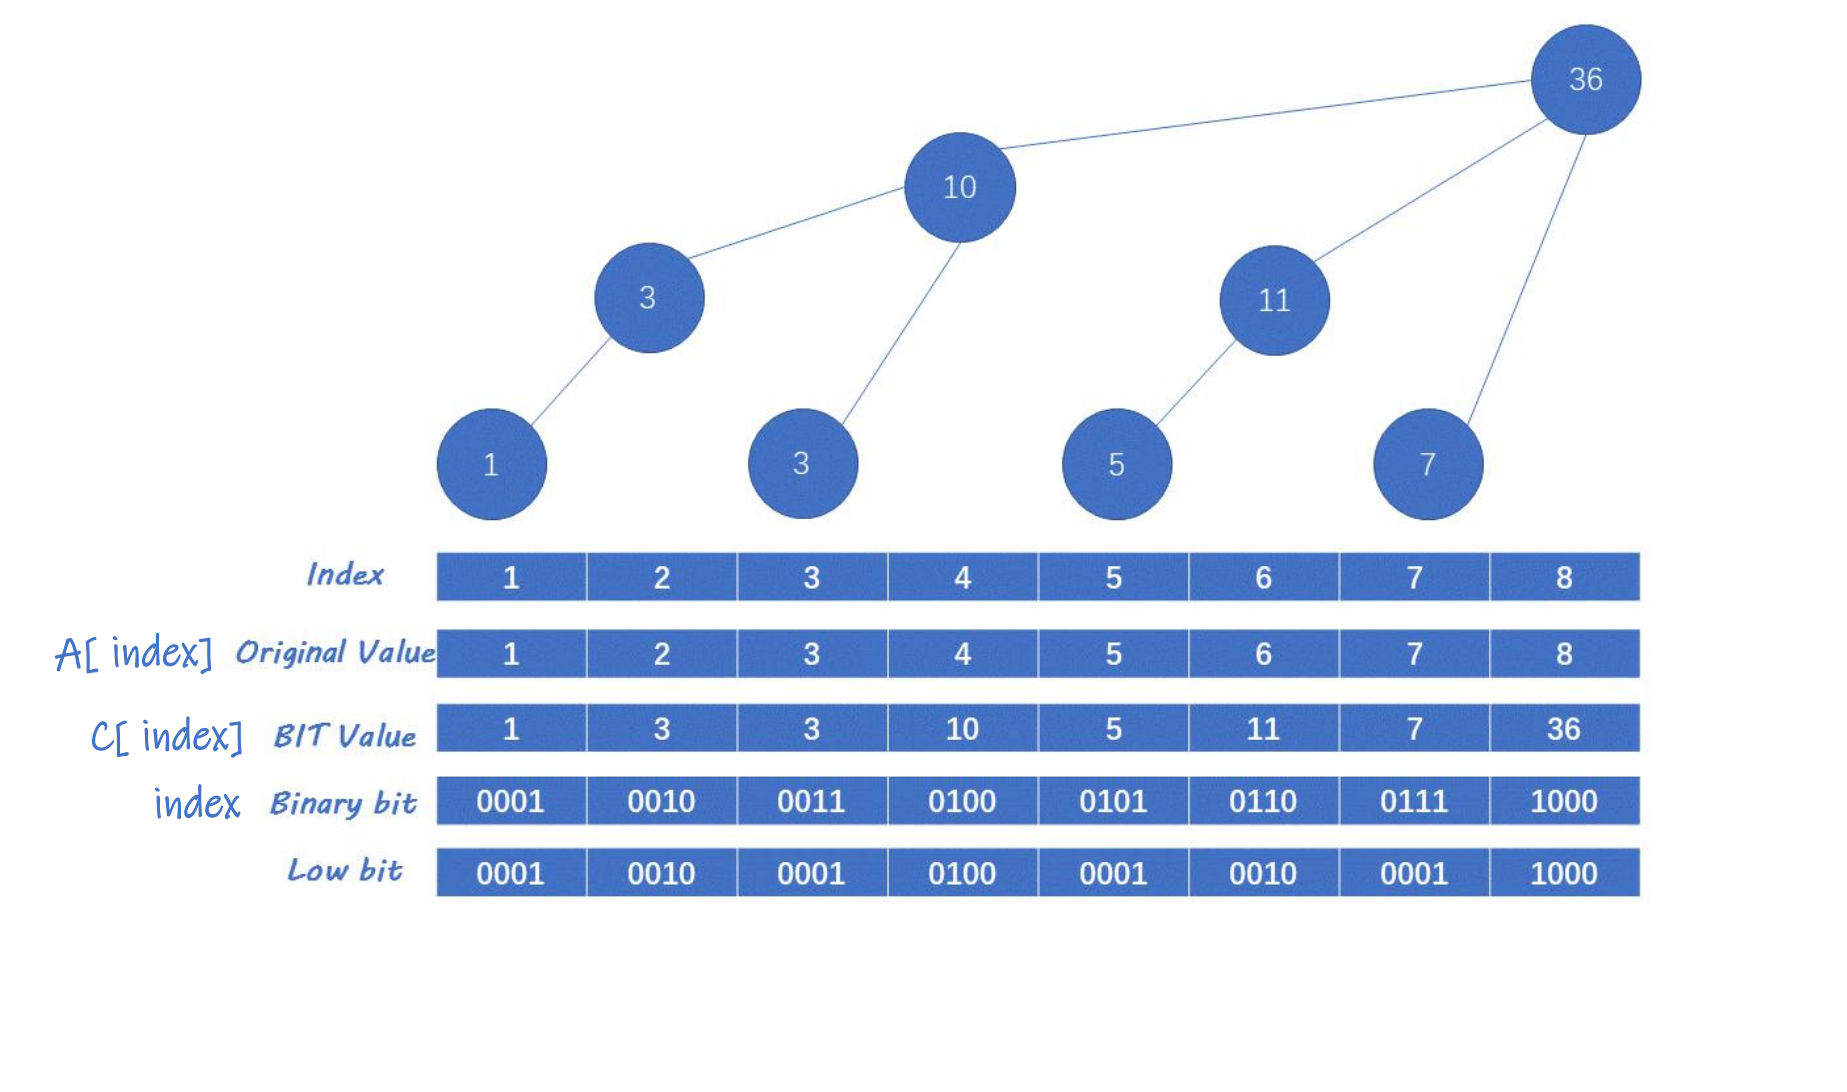 36
10
3
11
1
3
5
7
Index 1 2 3 4 5 6 7 8
A[ index] Original Value 1 2 3 4 5 6 7 8
C[ index] BIT Value 1 3 3 10 5 11 7 36
index Binary bit 0001 0010 0011 0100 0101 0110 0111 1000
Low bit 0001 0010 0001 0100 0001 0010 0001 1000